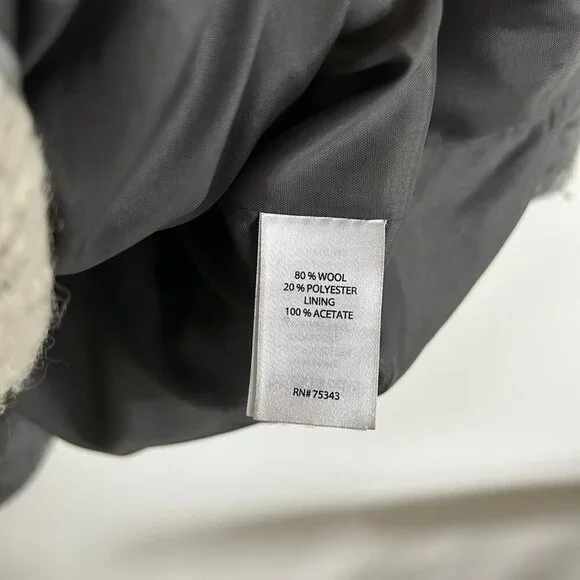 80 % WOOL
20 % POLYESTER
LINING
100 % ACETATE
RN# 75343